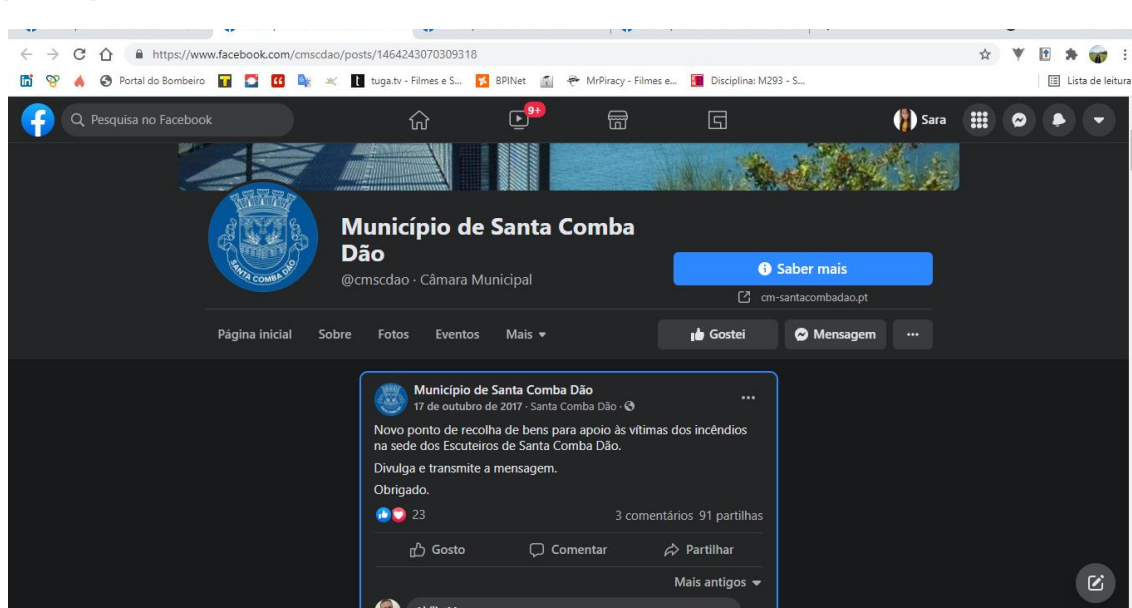 https://www.facebook.com/cmscdao/posts/1464243070309318
Portal do Bombeiro tuga.tv - Filmes e S... BPINet MrPiracy - Filmes e... Disciplina: M293 - S... Lista de leitura
Pesquisa no Facebook 9+ Sara
SANTA COMBA DÃO
Município de Santa Comba
Dão
@cmscdao · Câmara Municipal
Saber mais
cm-santacombadao.pt
Página inicial Sobre Fotos Eventos Mais Gostei Mensagem ...
Município de Santa Comba Dão
17 de outubro de 2017 · Santa Comba Dão ·
Novo ponto de recolha de bens para apoio às vítimas dos incêndios
na sede dos Escuteiros de Santa Comba Dão.
Divulga e transmite a mensagem.
Obrigado.
23 3 comentários 91 partilhas
Gosto Comentar Partilhar
Mais antigos